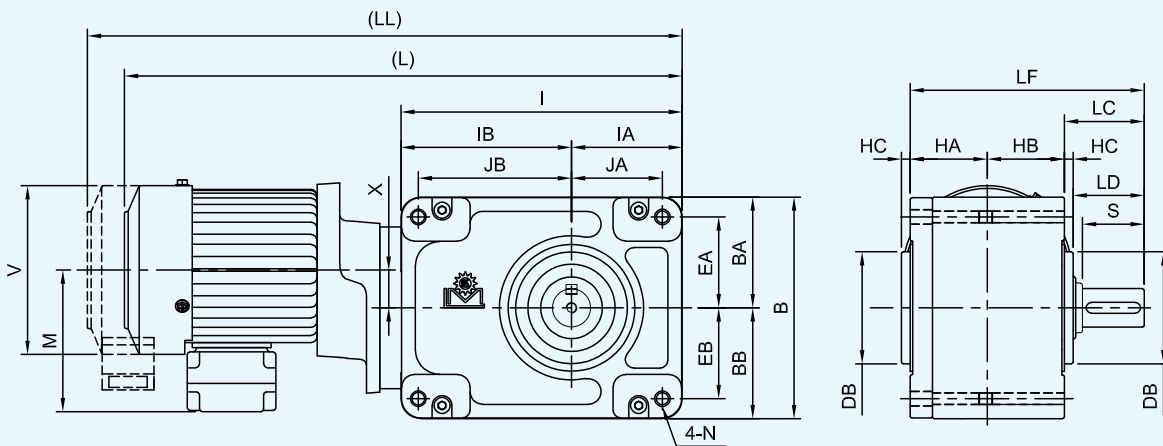 (LL)
(L)
I
IB
IA
JB
JA
X
V
M
EA
BA
B
EB
BB
4-N
LF
LC
HC
HA
HB
HC
LD
S
DB
DB